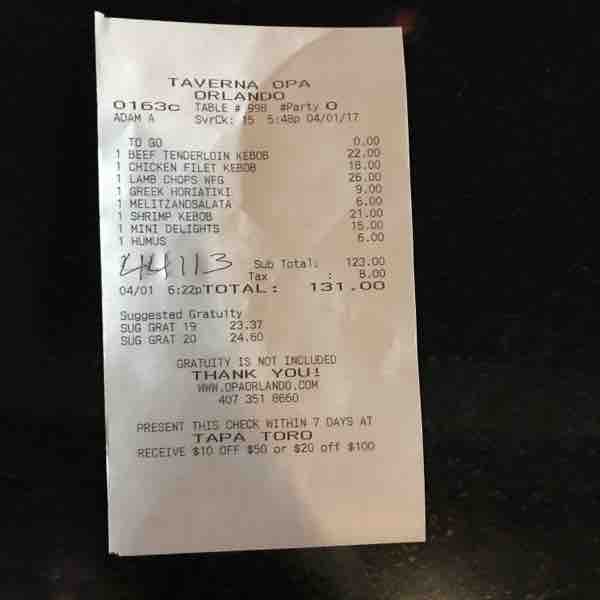 TAVERNA OPA
ORLANDO
0163c TABLE # 998 #Party 0
ADAM A SvrCk: 15 5:48p 04/01/17
TO GO 0.00
1 BEEF TENDERLOIN KEBOB 22.00
1 CHICKEN FILET KEBOB 18.00
1 LAMB CHOPS WFG 26.00
1 GREEK HORIATIKI 9.00
1 MELITZANOSALATA 6.00
1 SHRIMP KEBOB 21.00
1 MINI DELIGHTS 15.00
1 HUMUS 6.00
44113
Sub Total: 123.00
Tax : 8.00
04/01 6:22p TOTAL: 131.00
Suggested Gratuity
SUG GRAT 19 23.37
SUG GRAT 20 24.60
GRATUITY IS NOT INCLUDED
THANK YOU!
WWW.OPAORLANDO.COM
407 351 8660
PRESENT THIS CHECK WITHIN 7 DAYS AT
TAPA TORO
RECEIVE $10 OFF $50 or $20 off $100